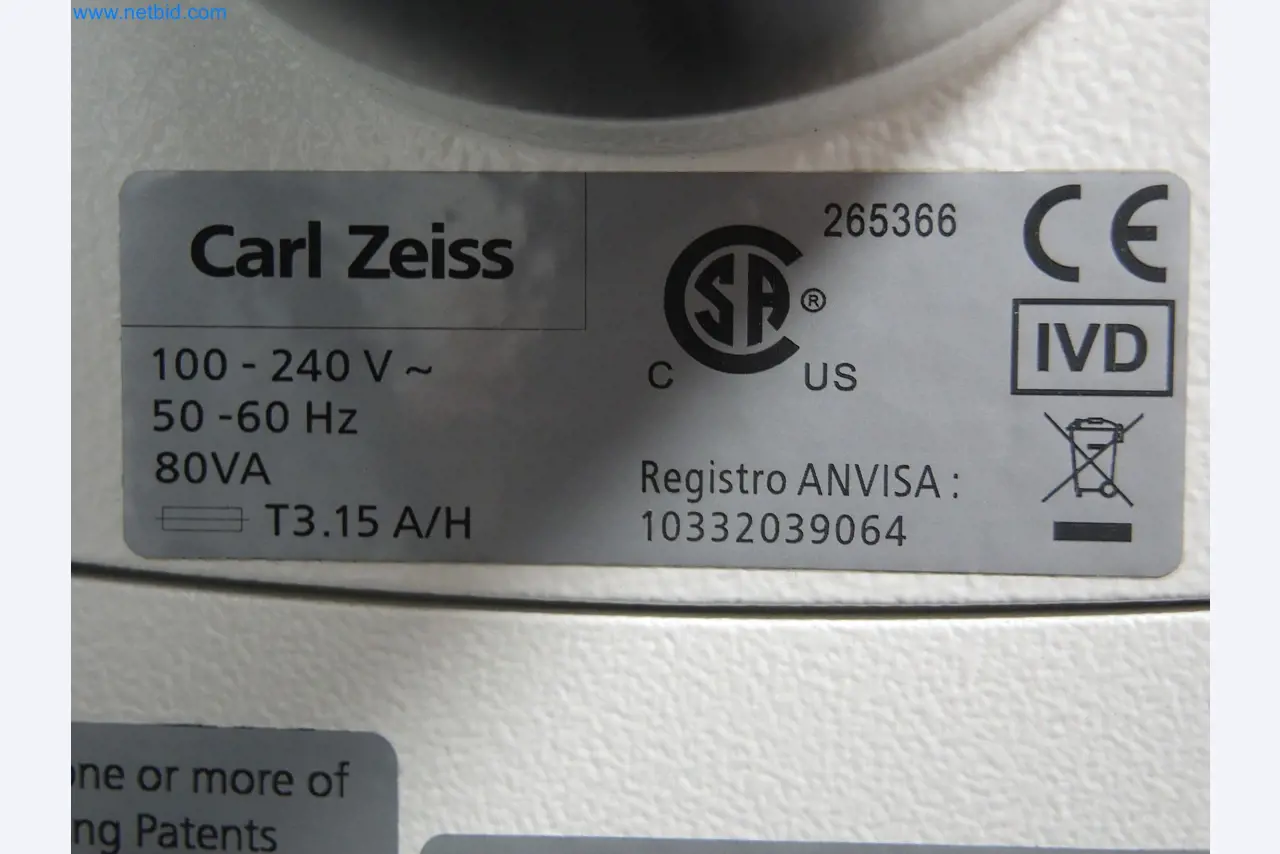 www.netbid.com
Carl Zeiss
100 - 240 V ~
50 -60 Hz
80VA
T3.15 A/H
265366
CSA ®
C US
Registro ANVISA :
10332039064
CE
IVD
one or more of
ng Patents